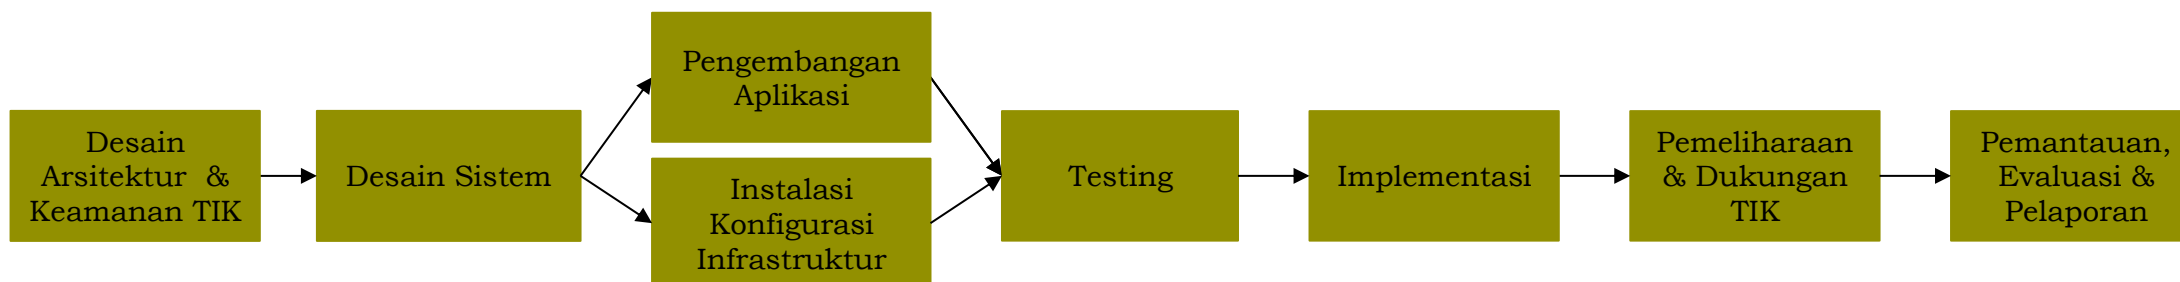 Desain
Arsitektur & 
Keamanan TIK
Desain Sistem
Pengembangan
Aplikasi
Instalasi
Konfigurasi
Infrastruktur
Testing
Implementasi
Pemeliharaan
& Dukungan
TIK
Pemantauan,
Evaluasi &
Pelaporan